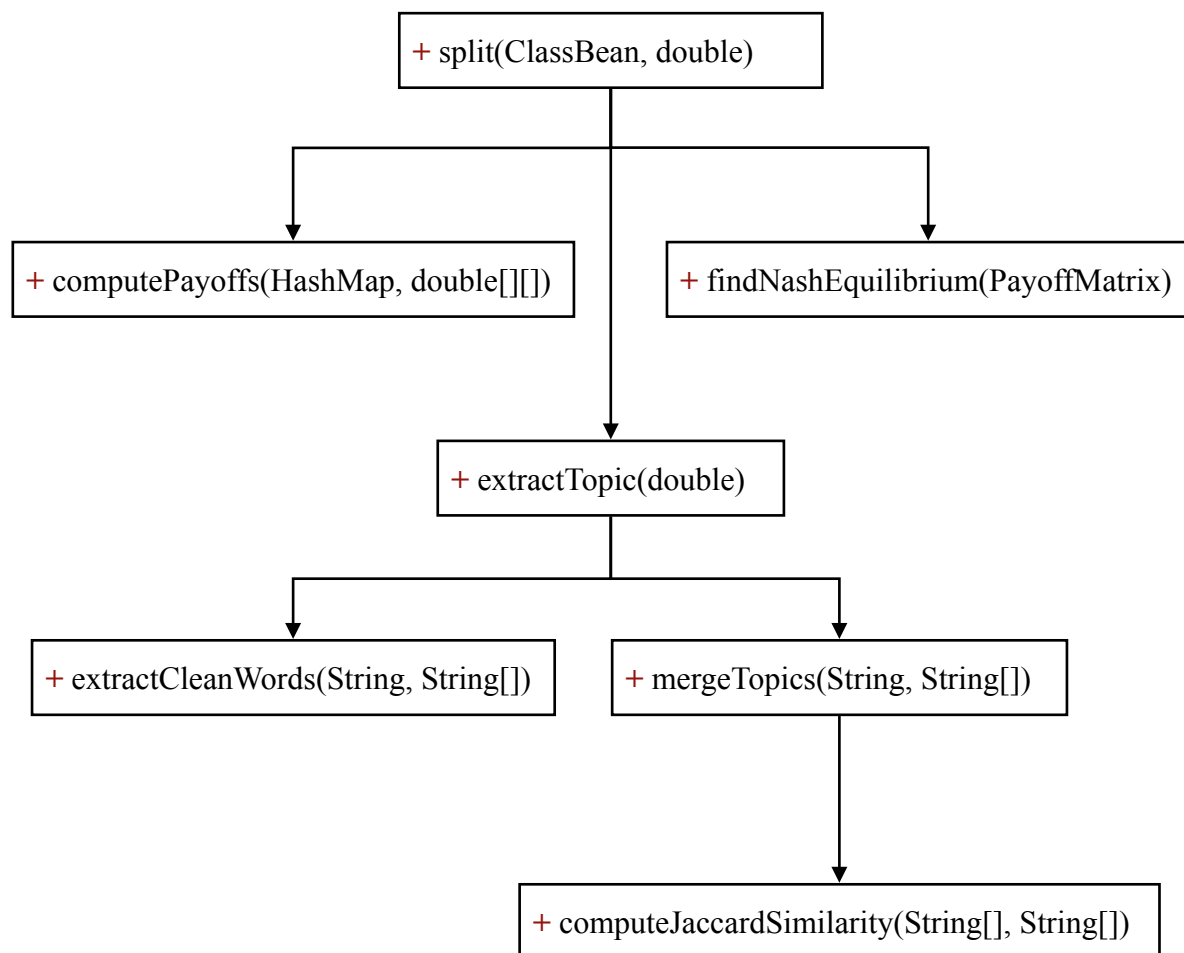 + split(ClassBean, double)
+ computePayoffs(HashMap, double[][])
+ findNashEquilibrium(PayoffMatrix)
+ extractTopic(double)
+ extractCleanWords(String, String[])
+ mergeTopics(String, String[])
+ computeJaccardSimilarity(String[], String[])